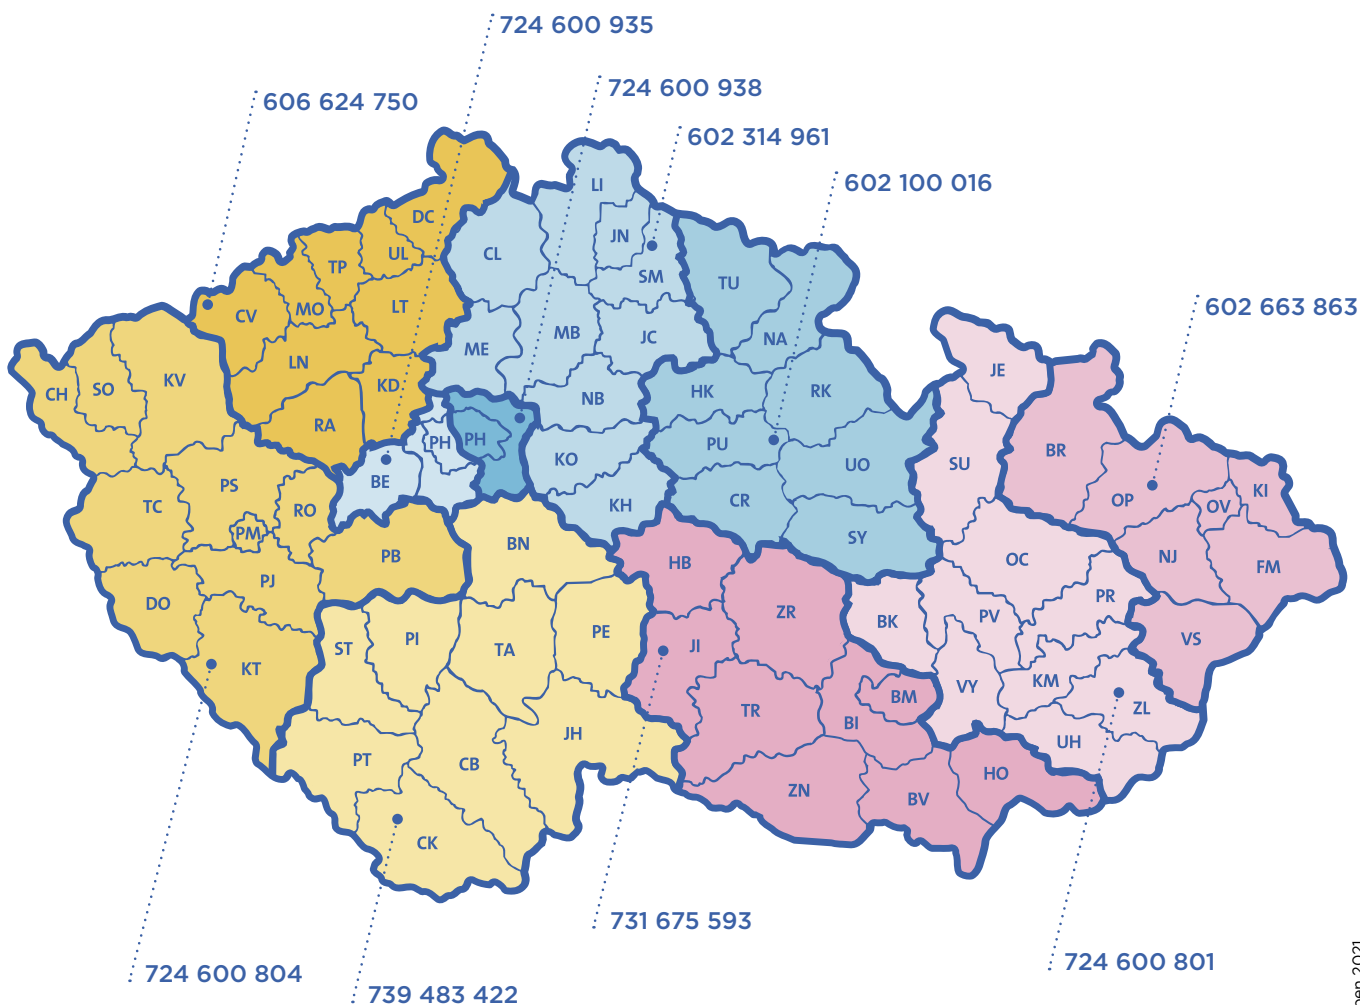 724 600 935
724 600 938
606 624 750
602 314 961
602 100 016
602 663 863
LI
DC
JN
UL
CL
TP
SM
TU
MO
LT
CV
MB
JC
NA
ME
LN
JE
KV
KD
SO
CH
HK
RK
NB
RA
PH
PH
PU
BR
KO
SU
UO
BE
PS
KI
OP
CR
TC
KH
OV
RO
PM
SY
BN
PB
NJ
OC
HB
FM
PJ
PR
DO
ZR
PV
BK
PE
PI
VS
JI
ST
TA
KT
KM
VY
BM
ZL
TR
BI
JH
UH
PT
CB
HO
ZN
BV
CK
731 675 593
724 600 801
724 600 804
739 483 422
2021